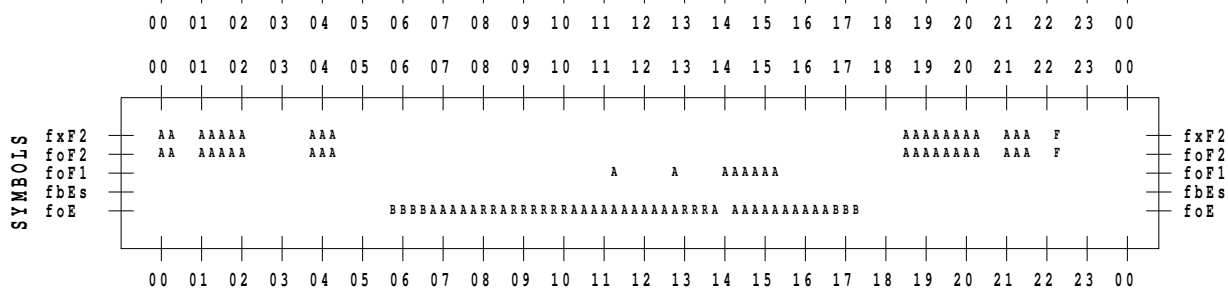 00 01 02 03 04 05 06 07 08 09 10 11 12 13 14 15 16 17 18 19 20 21 22 23 00
00 01 02 03 04 05 06 07 08 09 10 11 12 13 14 15 16 17 18 19 20 21 22 23 00
SYMBOLS
fxF2 AA AAAAA AAA AAAAAAAA AAA F fxF2
foF2 AA AAAAA AAA AAAAAAAA AAA F foF2
foF1 A A AAAAAA foF1
fbEs fbEs
foE BBBBAAAAARRARRRRRRAAAAAAAAAAARRRA AAAAAAAAAABBB foE
00 01 02 03 04 05 06 07 08 09 10 11 12 13 14 15 16 17 18 19 20 21 22 23 00